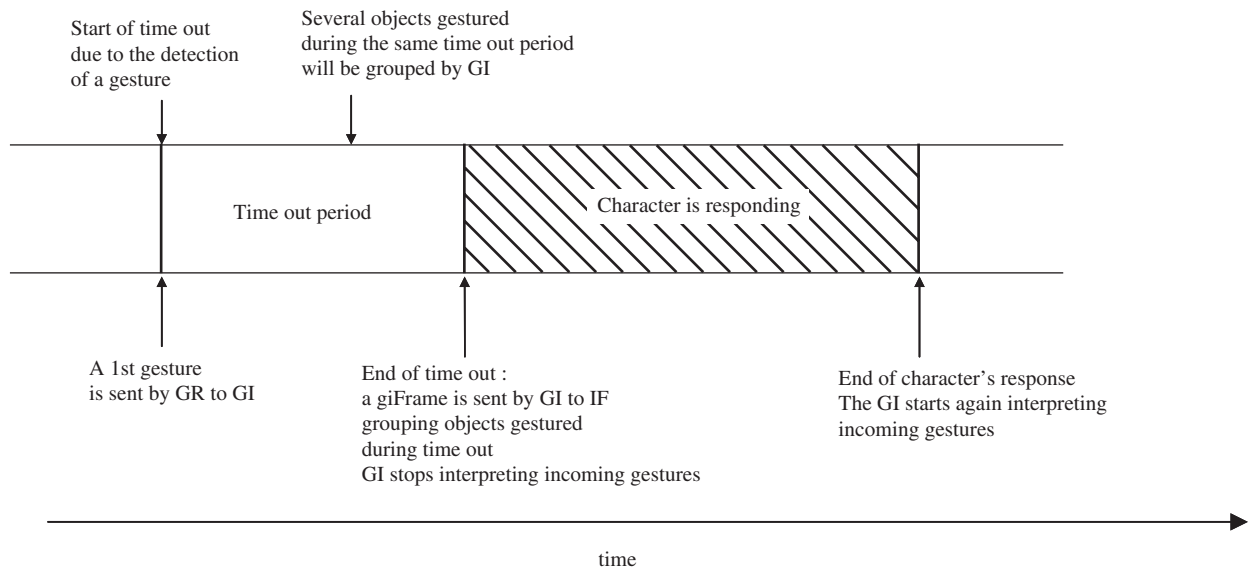 Start of time out
due to the detection
of a gesture
Several objects gestured
during the same time out period
will be grouped by GI
Time out period
Character is responding
A 1st gesture
is sent by GR to GI
End of time out :
a giFrame is sent by GI to IF
grouping objects gestured
during time out
GI stops interpreting incoming gestures
End of character's response
The GI starts again interpreting
incoming gestures
time